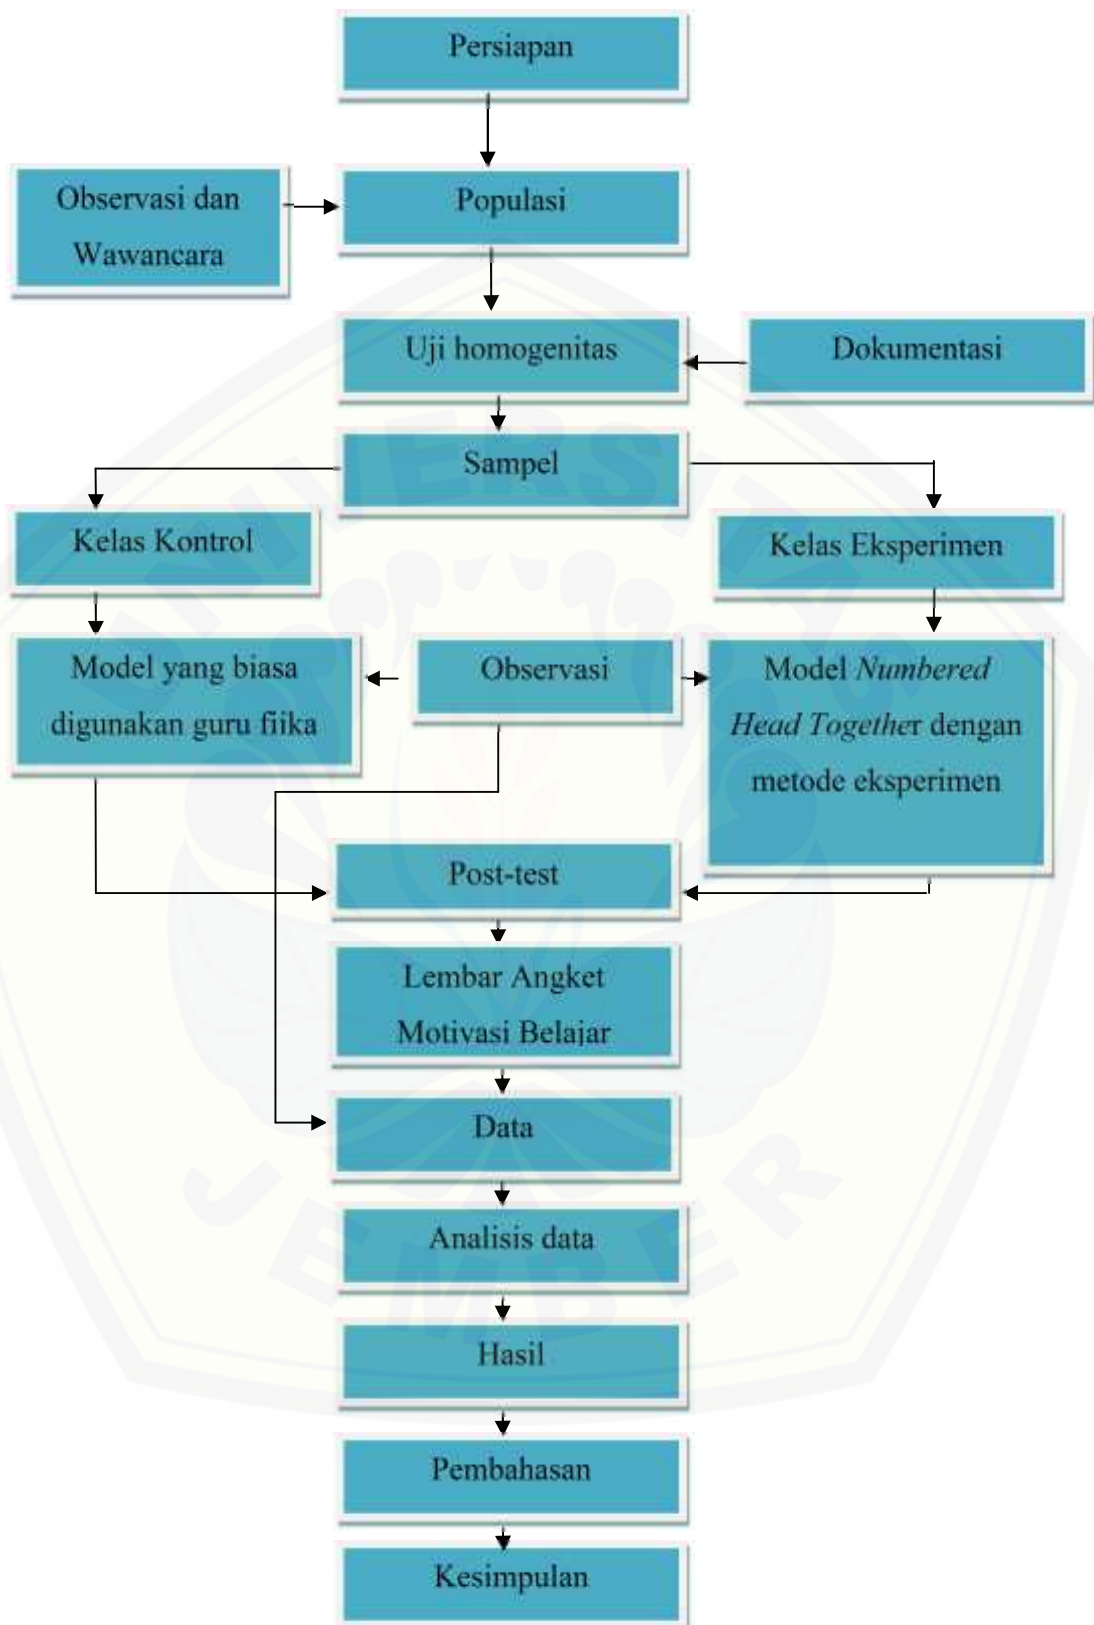 Persiapan
Observasi dan
Wawancara
Populasi
Uji homogenitas
Dokumentasi
Sampel
Kelas Kontrol
Kelas Eksperimen
Model yang biasa
digunakan guru fiika
Observasi
Model Numbered
Head Together dengan
metode eksperimen
Post-test
Lembar Angket
Motivasi Belajar
Data
Analisis data
Hasil
Pembahasan
Kesimpulan
UNIVERSITAS
JEMBER